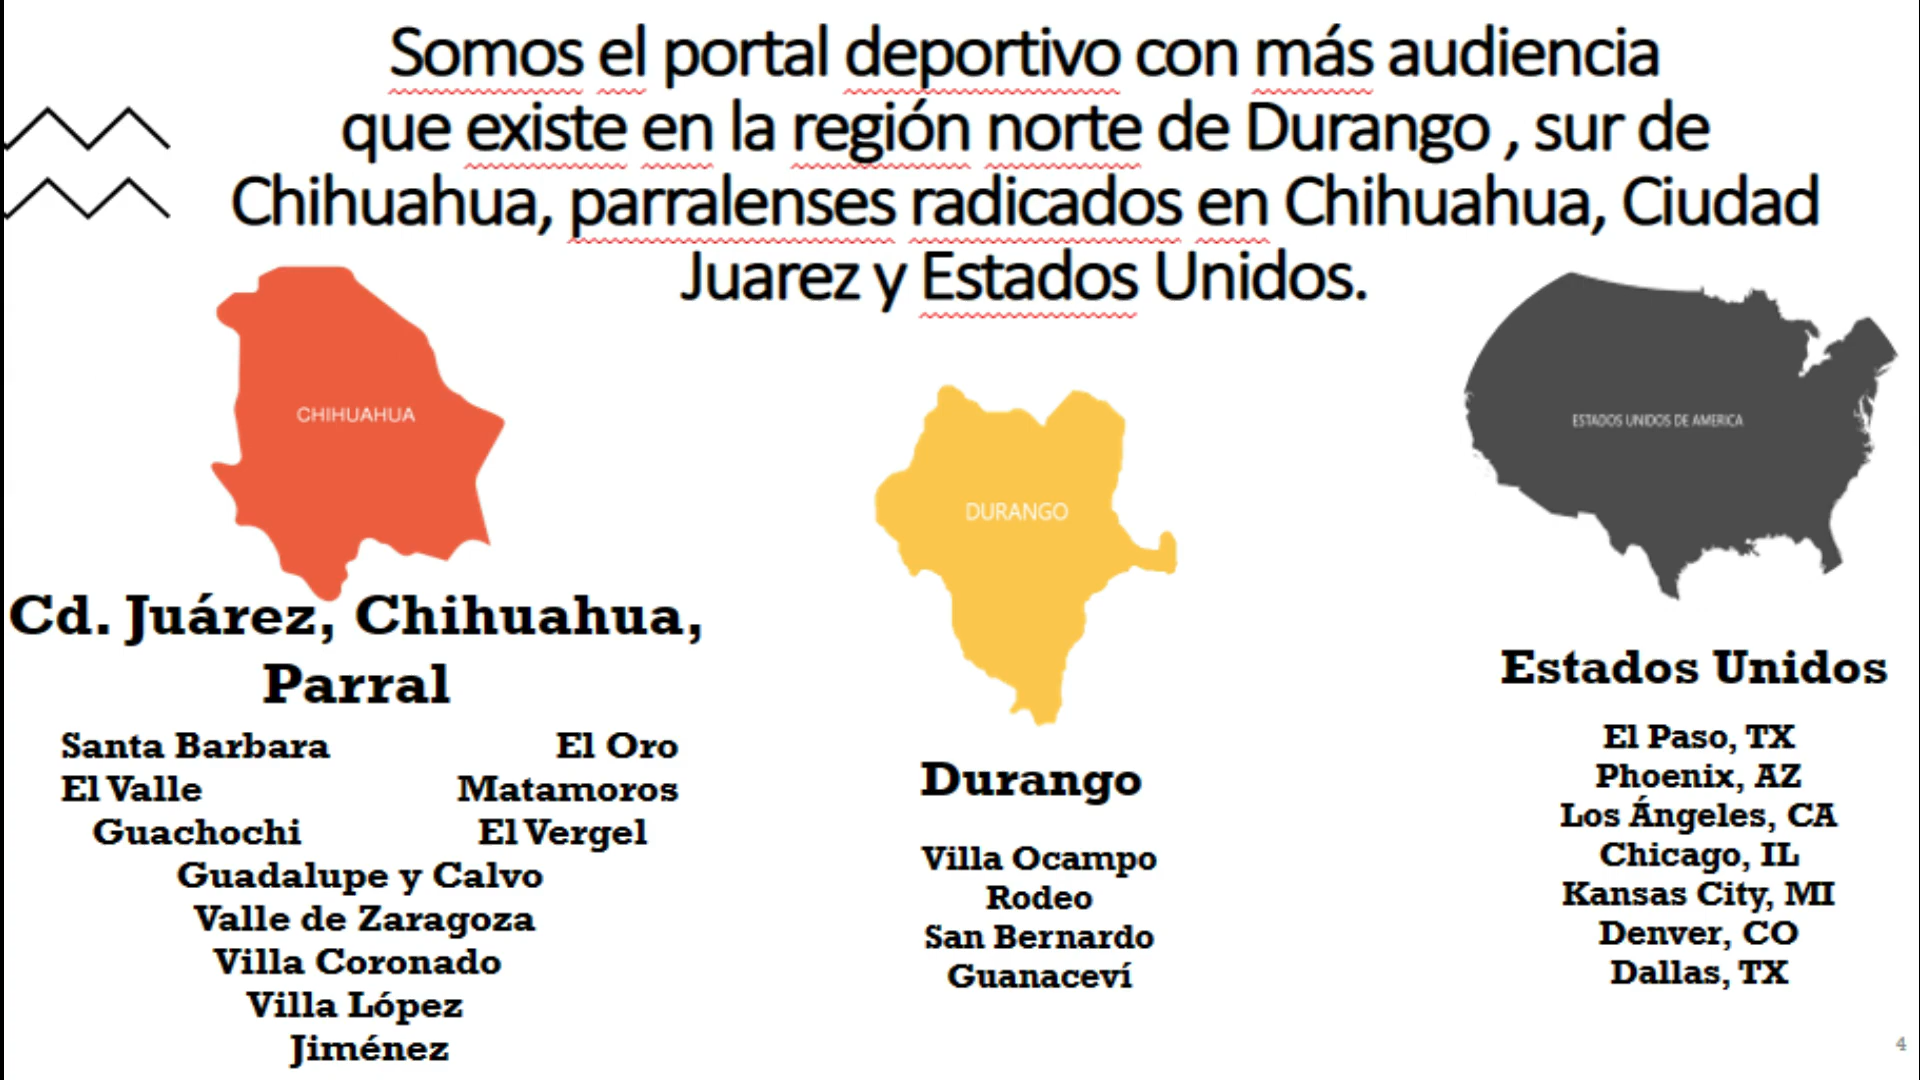 Somos el portal deportivo con más audiencia
que existe en la región norte de Durango , sur de
Chihuahua, parralenses radicados en Chihuahua, Ciudad
Juarez y Estados Unidos.
CHIHUAHUA
DURANGO
ESTADOS UNIDOS DE AMERICA
Cd. Juárez, Chihuahua,
Parral
Santa Barbara El Oro
El Valle Matamoros
Guachochi El Vergel
Guadalupe y Calvo
Valle de Zaragoza
Villa Coronado
Villa López
Jiménez
Durango
Villa Ocampo
Rodeo
San Bernardo
Guanaceví
Estados Unidos
El Paso, TX
Phoenix, AZ
Los Ángeles, CA
Chicago, IL
Kansas City, MI
Denver, CO
Dallas, TX
4